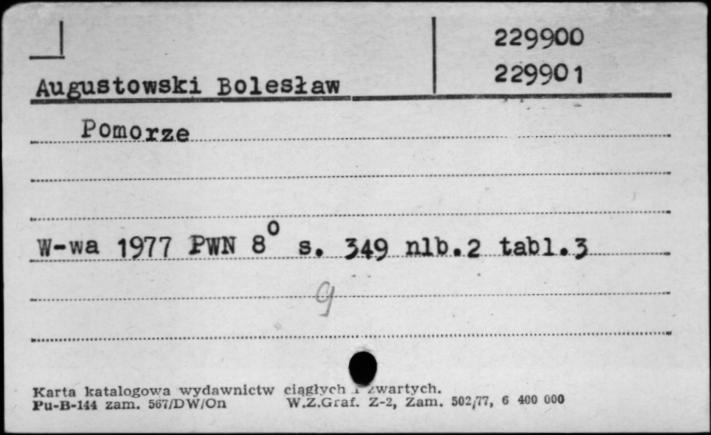 229900
229901
Augustowski Bolesław
Pomorze
W-wa 1977 PWN 8⁰ s. 349 nlb.2 tabl.3
g
Karta katalogowa wydawnictw ciągłych i zwartych.
Pu-B-144 zam. 567/DW/On W.Z.Graf. Z-2, Zam. 502/77, 6 400 000